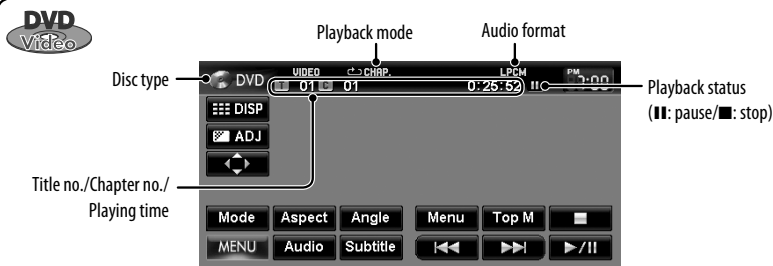 DVD
Video
Playback mode
Audio format
Disc type
DVD
VIDEO
CHAP.
LPCM
PM
T 01 C 01 0:25:52
Playback status
(⏸: pause/■: stop)
DISP
ADJ
Title no./Chapter no./
Playing time
Mode Aspect Angle Menu Top M ■
MENU Audio Subtitle ⏮ ⏭ ►/II